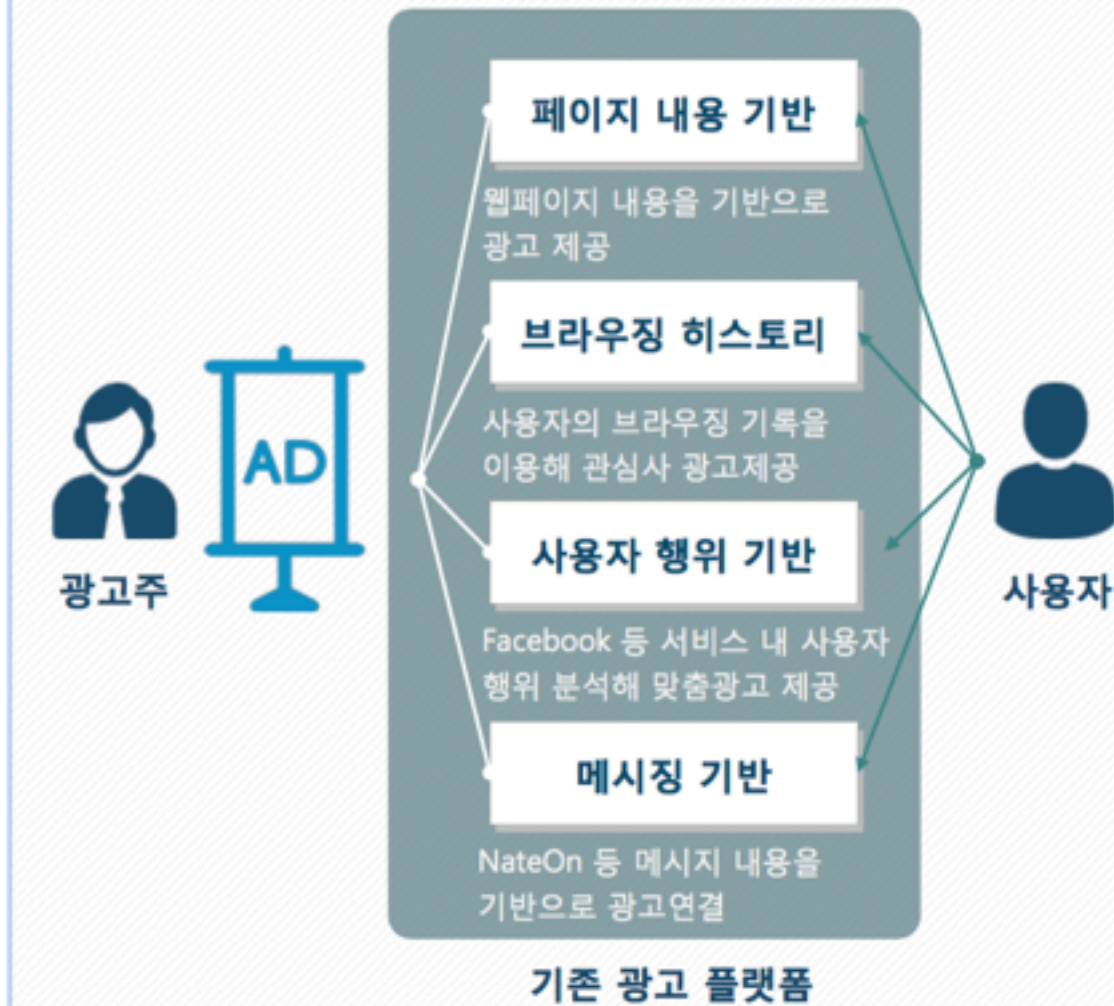 페이지 내용 기반
웹페이지 내용을 기반으로
광고 제공
브라우징 히스토리
사용자의 브라우징 기록을
이용해 관심사 광고제공
AD
광고주
사용자 행위 기반
사용자
Facebook 등 서비스 내 사용자
행위 분석해 맞춤광고 제공
메시징 기반
NateOn 등 메시지 내용을
기반으로 광고연결
기존 광고 플랫폼